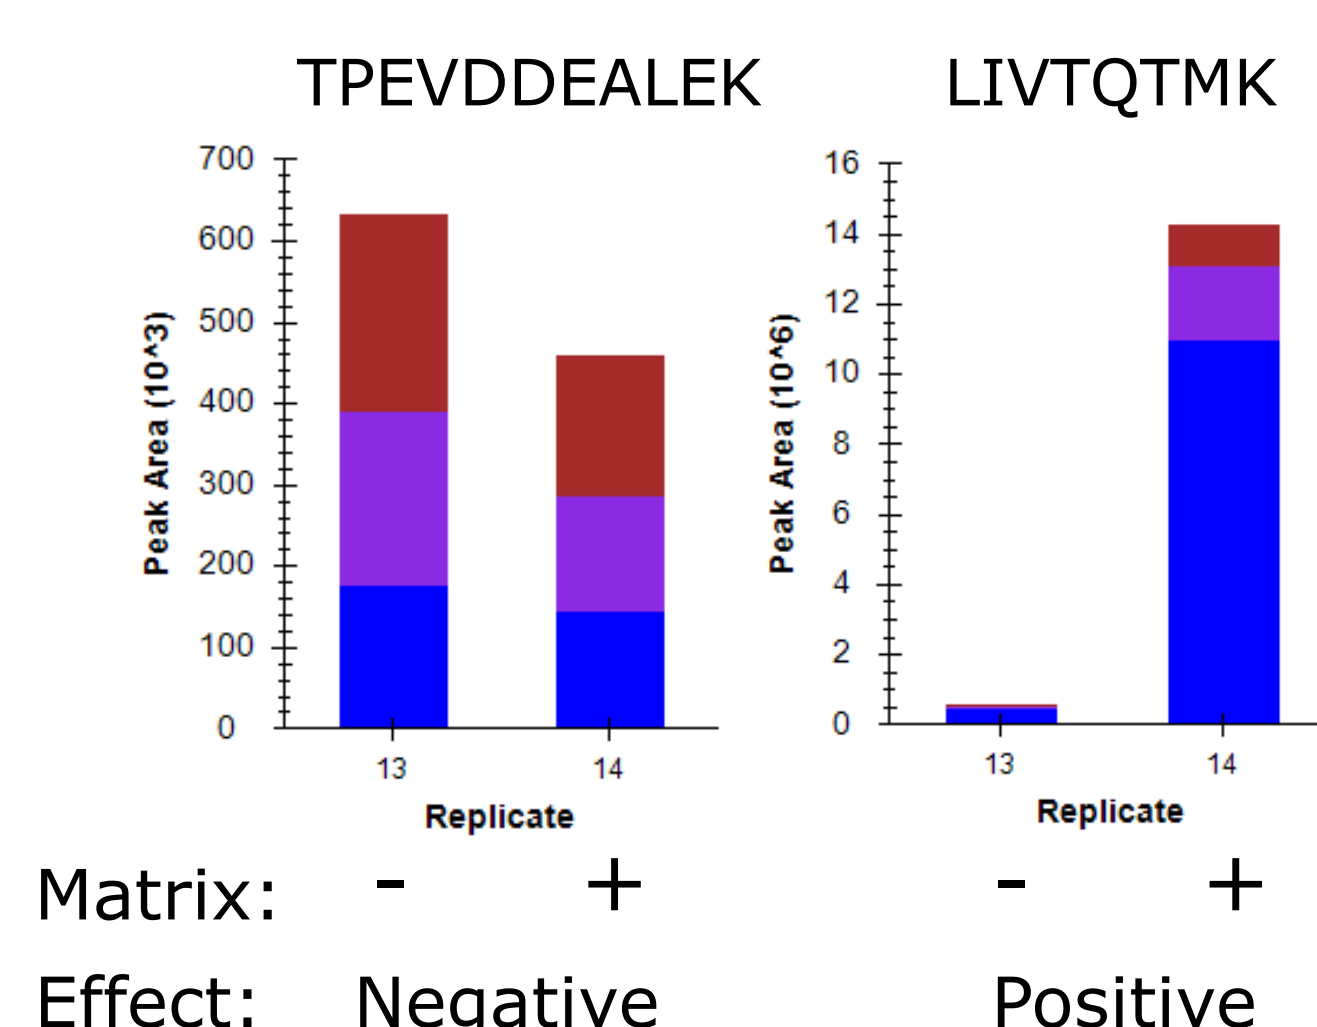 TPEVDDEALEK
LIVTQTMK
700
600
500
400
300
200
100
0
Peak Area (10^3)
13
14
Replicate
16
14
12
10
8
6
4
2
0
Peak Area (10^6)
13
14
Replicate
Matrix: - + - +
Effect: Negative Positive